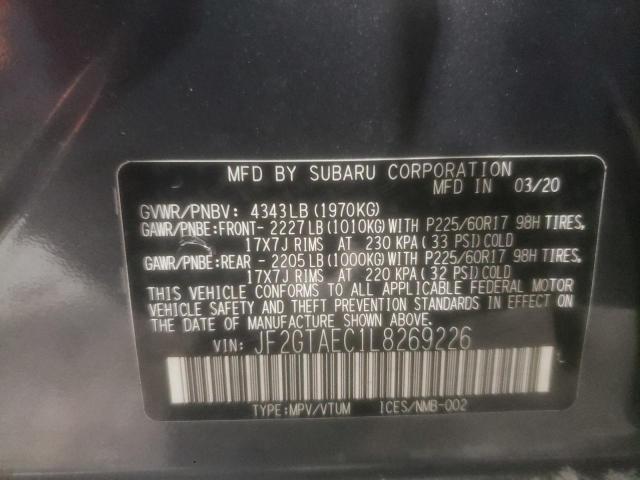 MFD BY SUBARU CORPORATION
MFD IN 03/20
GVWR/PNBV: 4343LB(1970KG)
GAWR/PNBE:FRONT- 2227LB(1010KG)WITH P225/60R17 98H TIRES,
17X7J RIMS AT 230 KPA(33 PSI)COLD
GAWR/PNBE:REAR - 2205LB(1000KG)WITH P225/60R17 98H TIRES,
17X7J RIMS AT 220 KPA(32 PSI)COLD
THIS VEHICLE CONFORMS TO ALL APPLICABLE FEDERAL MOTOR
VEHICLE SAFETY AND THEFT PREVENTION STANDARDS IN EFFECT ON
THE DATE OF MANUFACTURE SHOWN ABOVE.
VIN: JF2GTAEC1L8269226
TYPE:MPV/VTUM ICES/NMB-002